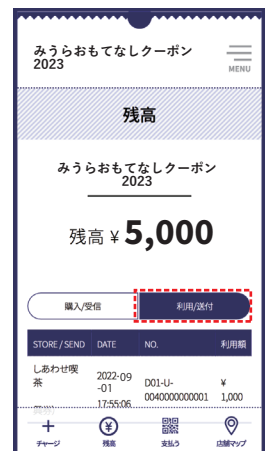 みうらおもてなしクーポン
2023
MENU
残高
みうらおもてなしクーポン
2023
残高 ¥ 5,000
購入/受信
利用/送付
STORE / SEND DATE NO. 利用額
しあわせ喫茶 2022-09-01 17:55:06 D01-U-0040000000001 ¥ 1,000
チャージ
残高
支払う
店舗マップ